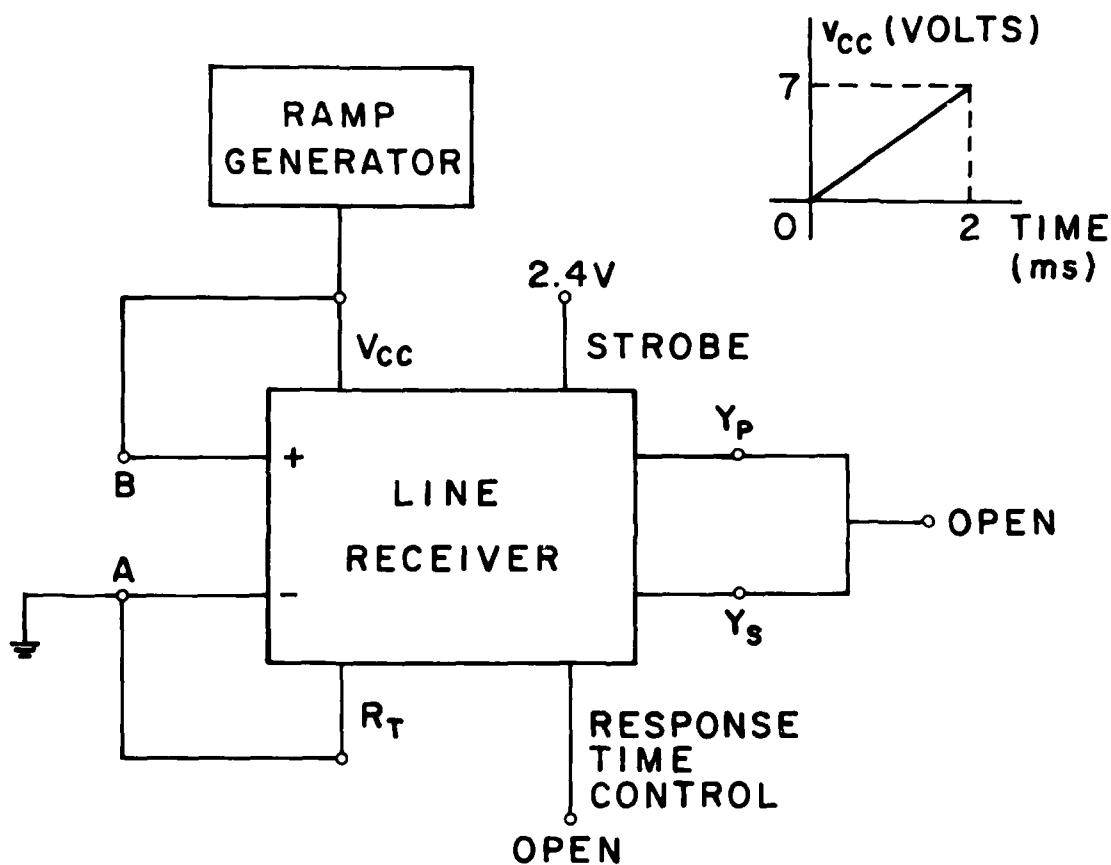 RAMP
GENERATOR
v_CC (VOLTS)
7
0
2
TIME
(ms)
2.4V
STROBE
V_CC
B
+
A
-
LINE
RECEIVER
Y_P
Y_S
OPEN
R_T
RESPONSE
TIME
CONTROL
OPEN